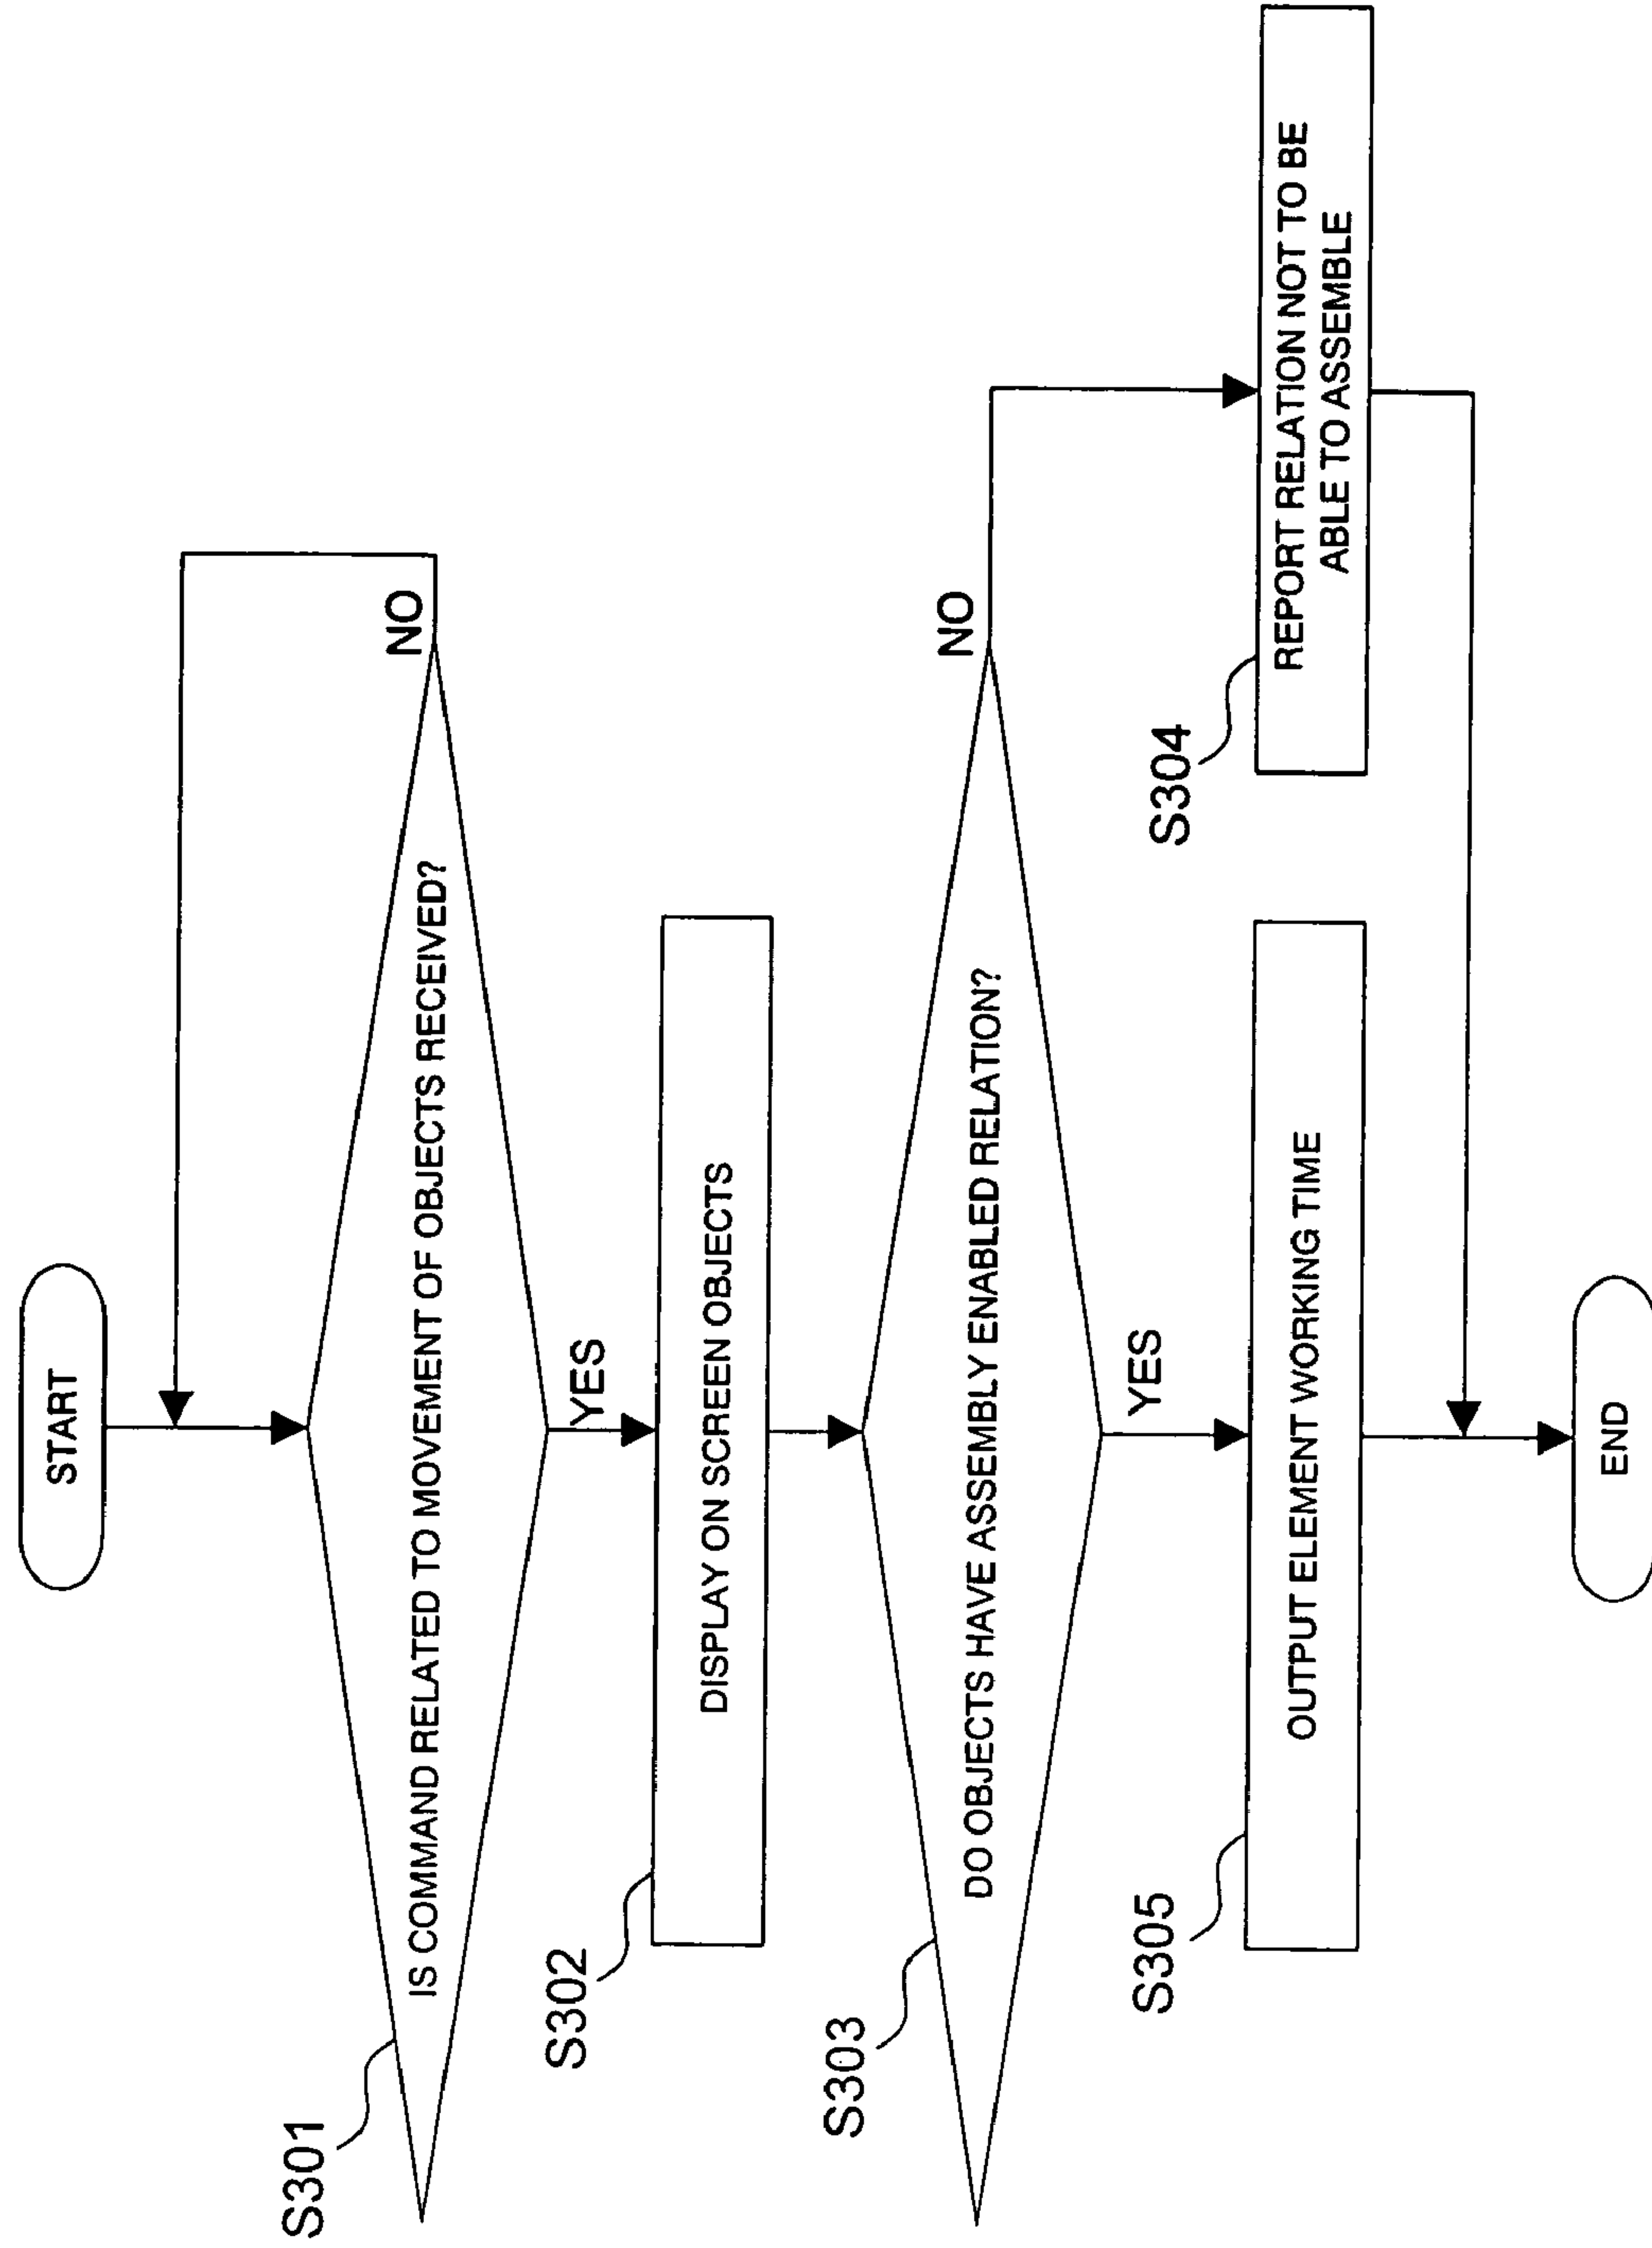 START
S301
IS COMMAND RELATED TO MOVEMENT OF OBJECTS RECEIVED?
NO
YES
S302
DISPLAY ON SCREEN OBJECTS
S303
DO OBJECTS HAVE ASSEMBLY ENABLED RELATION?
NO
YES
S304
REPORT RELATION NOT TO BE
ABLE TO ASSEMBLE
S305
OUTPUT ELEMENT WORKING TIME
END